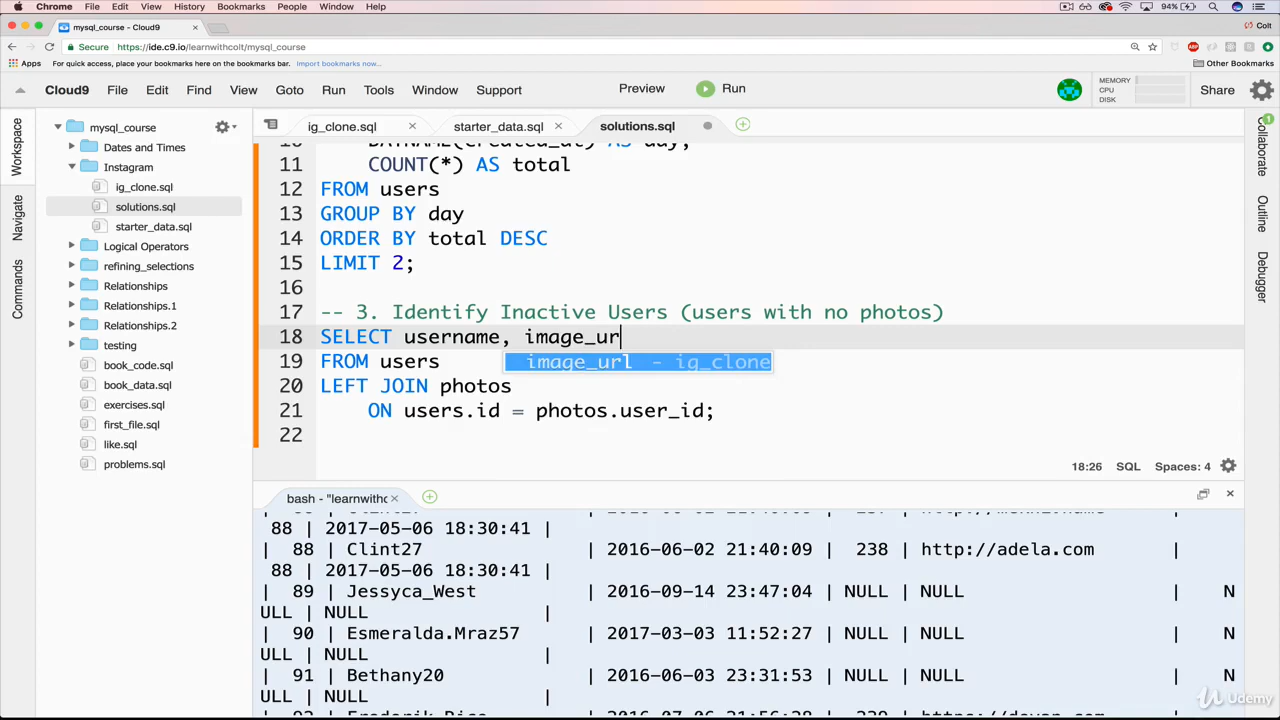 Chrome File Edit View History Bookmarks People Window Help 94%
mysql_course - Cloud9 Colt
Secure https://ide.c9.io/learnwithcolt/mysql_course
Apps For quick access, place your bookmarks here on the bookmarks bar. Import bookmarks now... Other Bookmarks
Cloud9 File Edit Find View Goto Run Tools Window Support Preview Run MEMORY CPU DISK Share
Workspace
Navigate
Commands
mysql_course
Dates and Times
Instagram
ig_clone.sql
solutions.sql
starter_data.sql
Logical Operators
refining_selections
Relationships
Relationships.1
Relationships.2
testing
book_code.sql
book_data.sql
exercises.sql
first_file.sql
like.sql
problems.sql
ig_clone.sql starter_data.sql solutions.sql
10 DAYNAME(created_at) AS day,
11 COUNT(*) AS total
12 FROM users
13 GROUP BY day
14 ORDER BY total DESC
15 LIMIT 2;
16
17 -- 3. Identify Inactive Users (users with no photos)
18 SELECT username, image_ur
19 FROM users image_url - ig_clone
20 LEFT JOIN photos
21 ON users.id = photos.user_id;
22
18:26 SQL Spaces: 4
Collaborate
Outline
Debugger
bash - "learnwithc
88 | 2017-05-06 18:30:41 |
| 88 | Clint27 | 2016-06-02 21:40:09 | 238 | http://adela.com |
88 | 2017-05-06 18:30:41 |
| 89 | Jessyca_West | 2016-09-14 23:47:04 | NULL | NULL | N
ULL | NULL |
| 90 | Esmeralda.Mraz57 | 2017-03-03 11:52:27 | NULL | NULL | N
ULL | NULL |
| 91 | Bethany20 | 2016-06-03 23:31:53 | NULL | NULL | N
ULL | NULL |
Udemy